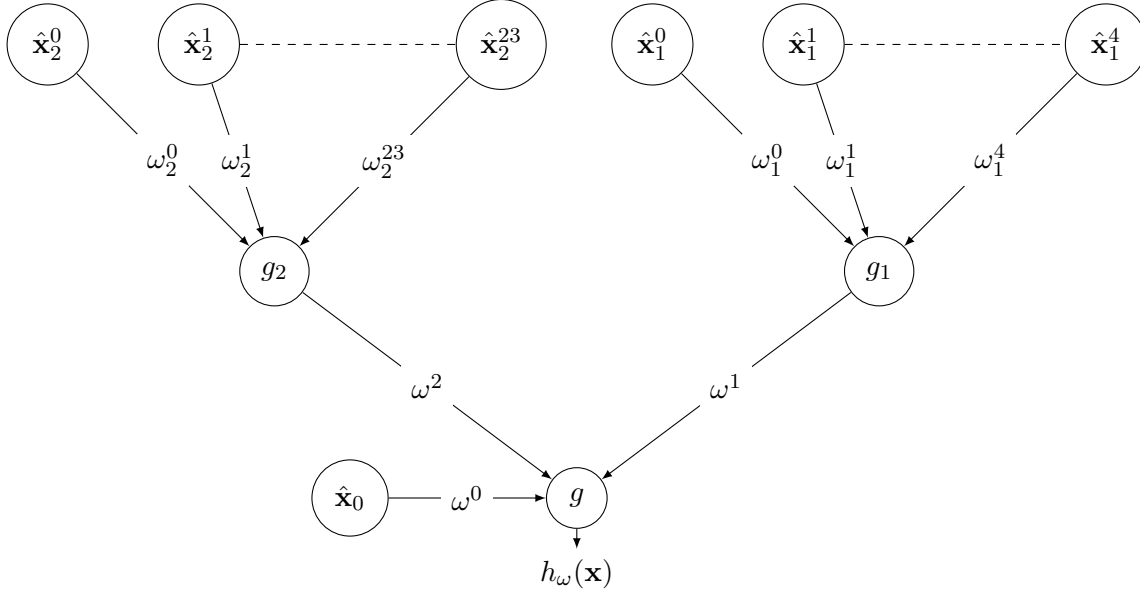 x̂₂⁰ x̂₂¹ x̂₂²³ x̂₁⁰ x̂₁¹ x̂₁⁴
ω₂⁰ ω₂¹ ω₂²³ ω₁⁰ ω₁¹ ω₁⁴
g₂ g₁
ω² ω¹
x̂₀ ω⁰ g
h_ω(x)